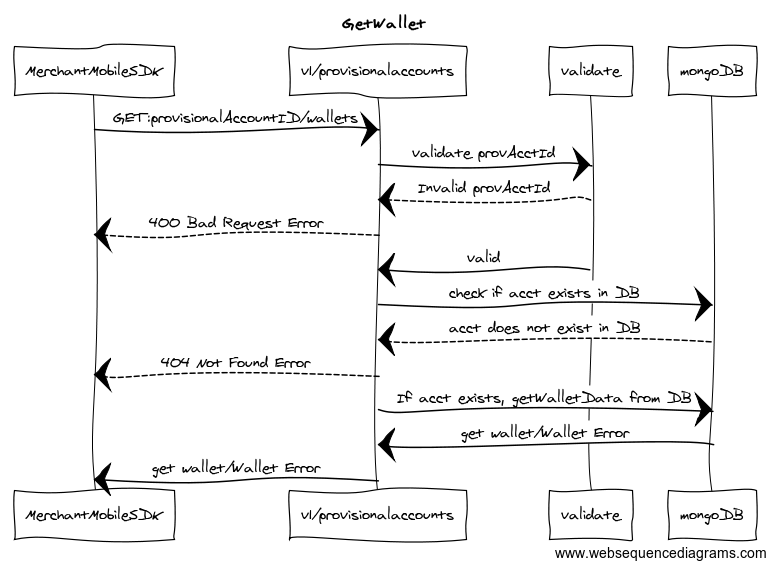 GetWallet
MerchantMobileSDK
v1/provisionalaccounts
validate
mongoDB
GET:provisionalAccountID/wallets
validate provAcctId
Invalid provAcctId
400 Bad Request Error
valid
check if acct exists in DB
acct does not exist in DB
404 Not Found Error
If acct exists, getWalletData from DB
get wallet/Wallet Error
get wallet/Wallet Error
MerchantMobileSDK
v1/provisionalaccounts
validate
mongoDB
www.websequencediagrams.com